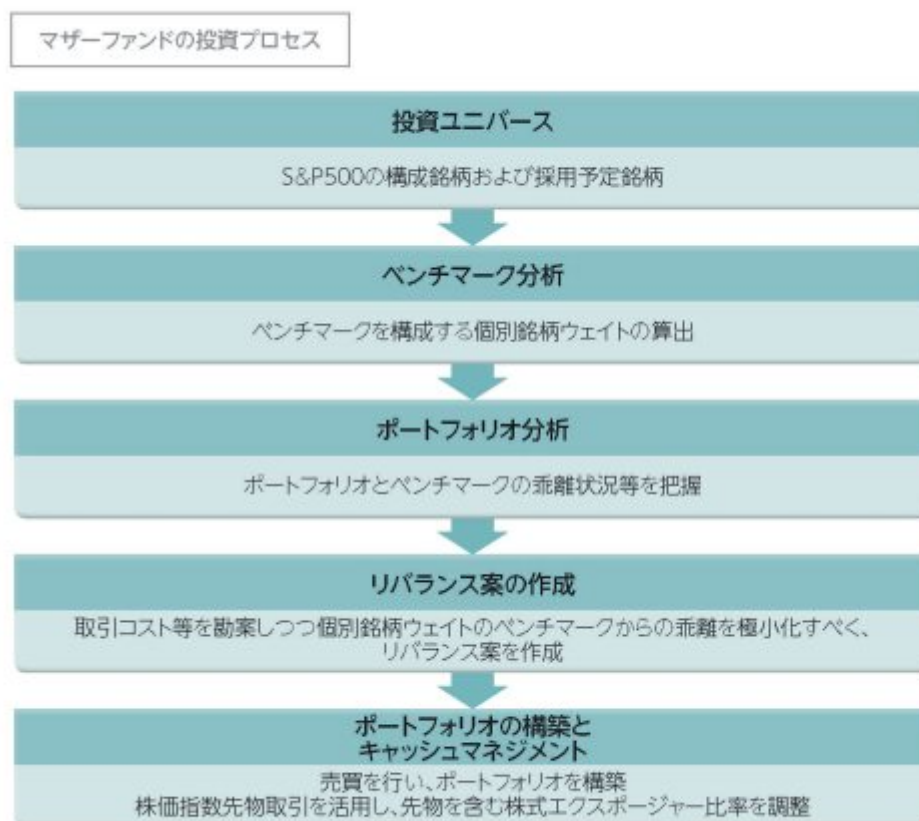 マザーファンドの投資プロセス
投資ユニバース
S&P500の構成銘柄および採用予定銘柄
ベンチマーク分析
ベンチマークを構成する個別銘柄ウェイトの算出
ポートフォリオ分析
ポートフォリオとベンチマークの乖離状況等を把握
リバランス案の作成
取引コスト等を勘案しつつ個別銘柄ウェイトのベンチマークからの乖離を極小化すべく、
リバランス案を作成
ポートフォリオの構築と
キャッシュマネジメント
売買を行い、ポートフォリオを構築
株価指数先物取引を活用し、先物を含む株式エクスポージャー比率を調整